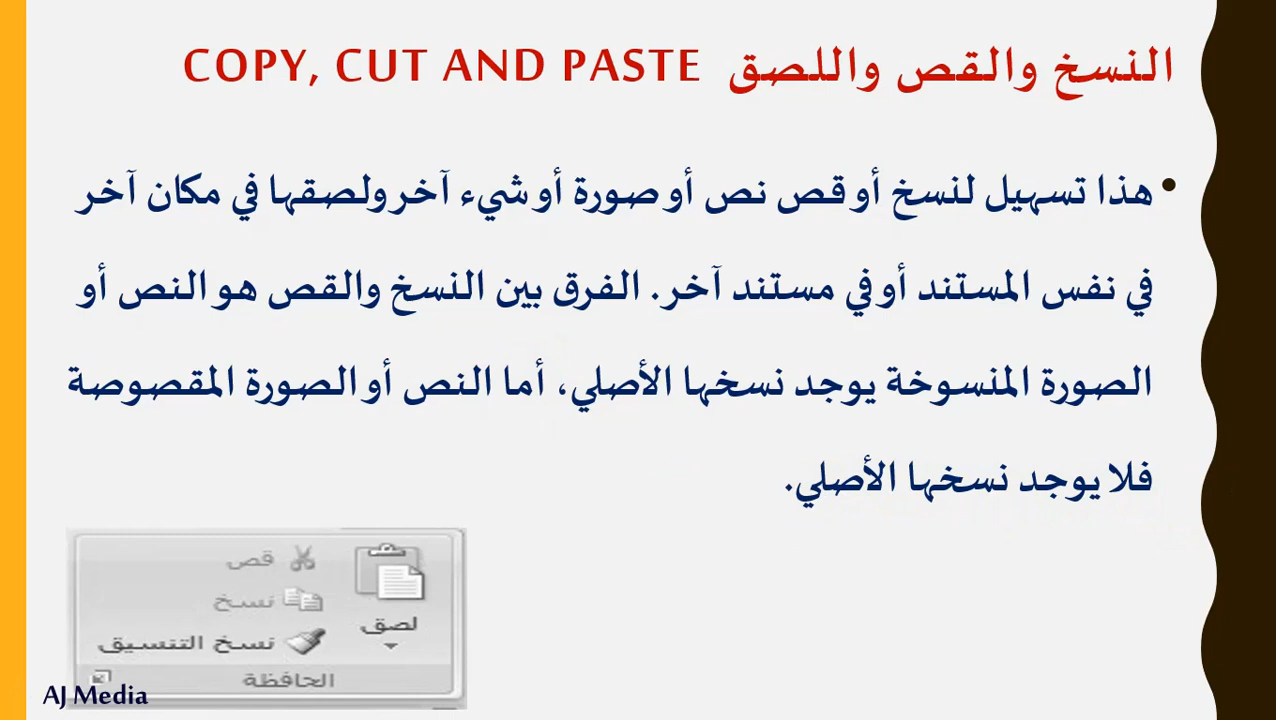 النسخ والقص واللصق COPY, CUT AND PASTE
• هذا تسهيل لنسخ أو قص نص أو صورة أو شيء آخر ولصقها في مكان آخر
في نفس المستند أو في مستند آخر. الفرق بين النسخ والقص هو النص أو
الصورة المنسوخة يوجد نسخها الأصلي، أما النص أو الصورة المقصوصة
فلا يوجد نسخها الأصلي.
قص
نسخ
لصق
نسخ التنسيق
الحافظة
AJ Media